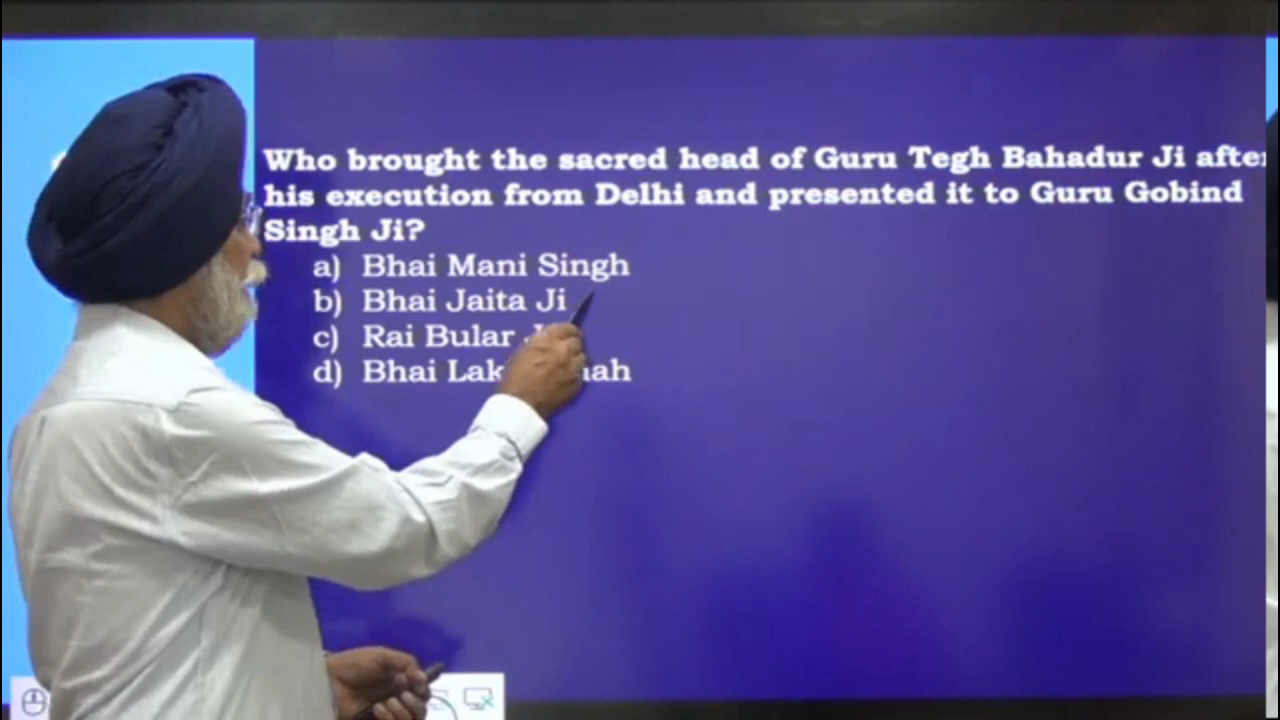 Who brought the sacred head of Guru Tegh Bahadur Ji after
his execution from Delhi and presented it to Guru Gobind
Singh Ji?
a) Bhai Mani Singh
b) Bhai Jaita Ji
c) Rai Bular
d) Bhai